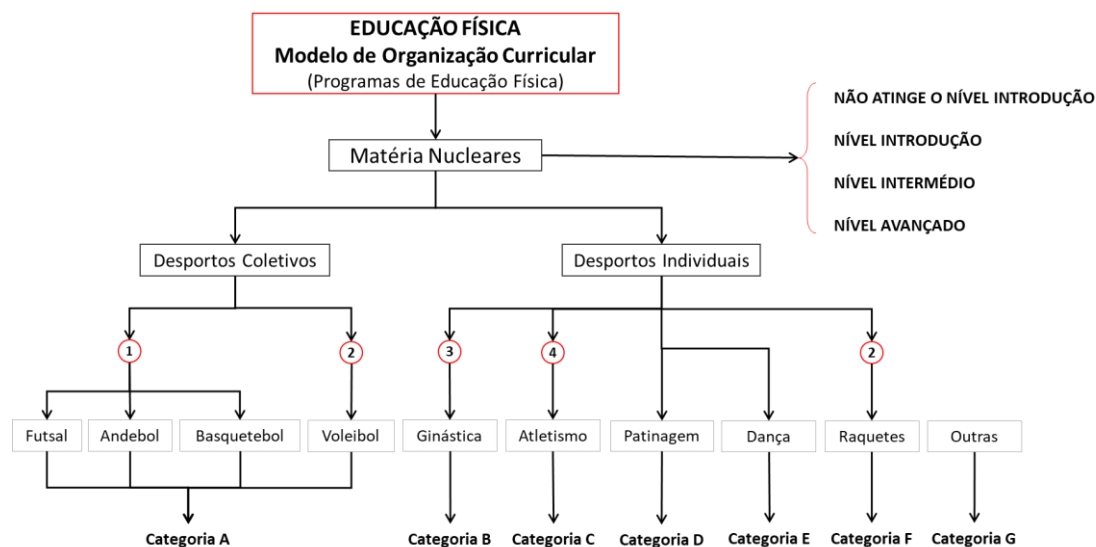 EDUCAÇÃO FÍSICA
Modelo de Organização Curricular
(Programas de Educação Física)
NÃO ATINGE O NÍVEL INTRODUÇÃO
Matéria Nucleares
NÍVEL INTRODUÇÃO
NÍVEL INTERMÉDIO
NÍVEL AVANÇADO
Desportos Coletivos
Desportos Individuais
1
2
3
4
2
Futsal
Andebol
Basquetebol
Voleibol
Ginástica
Atletismo
Patinagem
Dança
Raquetes
Outras
Categoria A
Categoria B
Categoria C
Categoria D
Categoria E
Categoria F
Categoria G